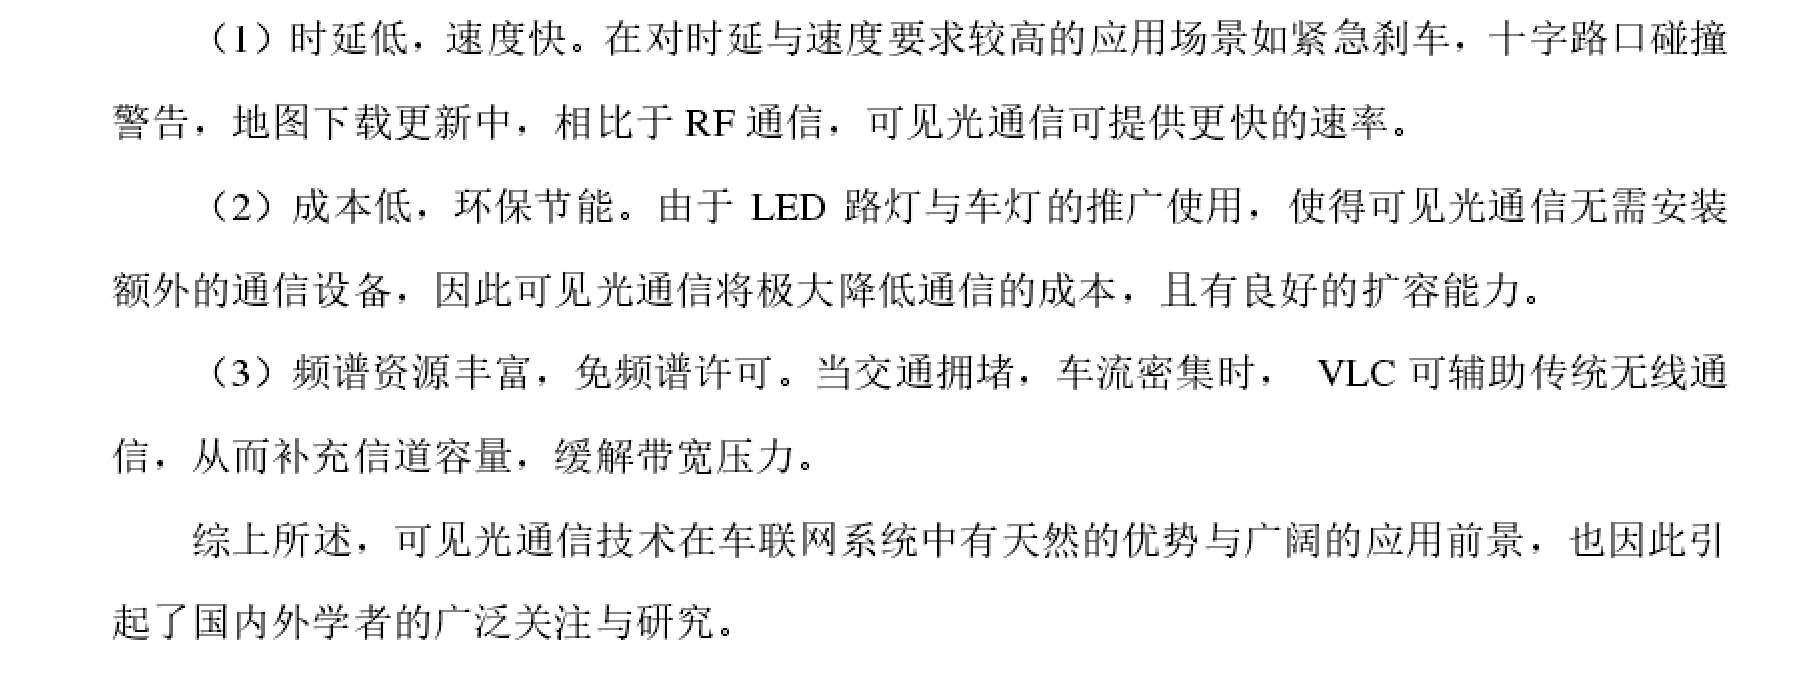 （1）时延低，速度快。在对时延与速度要求较高的应用场景如紧急刹车，十字路口碰撞
警告，地图下载更新中，相比于 RF 通信，可见光通信可提供更快的速率。
（2）成本低，环保节能。由于 LED 路灯与车灯的推广使用，使得可见光通信无需安装
额外的通信设备，因此可见光通信将极大降低通信的成本，且有良好的扩容能力。
（3）频谱资源丰富，免频谱许可。当交通拥堵，车流密集时， VLC 可辅助传统无线通
信，从而补充信道容量，缓解带宽压力。
综上所述，可见光通信技术在车联网系统中有天然的优势与广阔的应用前景，也因此引
起了国内外学者的广泛关注与研究。